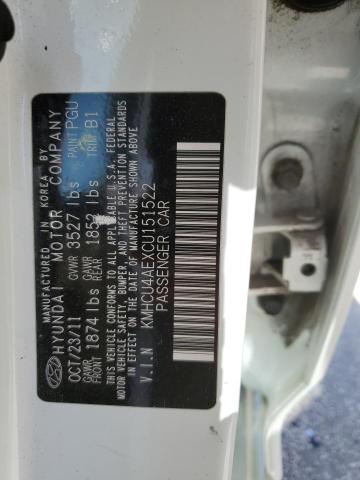 MANUFACTURED IN KOREA BY
HYUNDAI MOTOR COMPANY
OCT/23/11 GVWR 3527 lbs PAINT PGU
GAWR FRONT 1874 lbs GAWR REAR 1852 lbs TRIM B1
THIS VEHICLE CONFORMS TO ALL APPLICABLE U.S.A. FEDERAL
MOTOR VEHICLE SAFETY, BUMPER, AND THEFT PREVENTION STANDARDS
IN EFFECT ON THE DATE OF MANUFACTURE SHOWN ABOVE.
V.I.N KMHCU4AEXCU151522
PASSENGER CAR